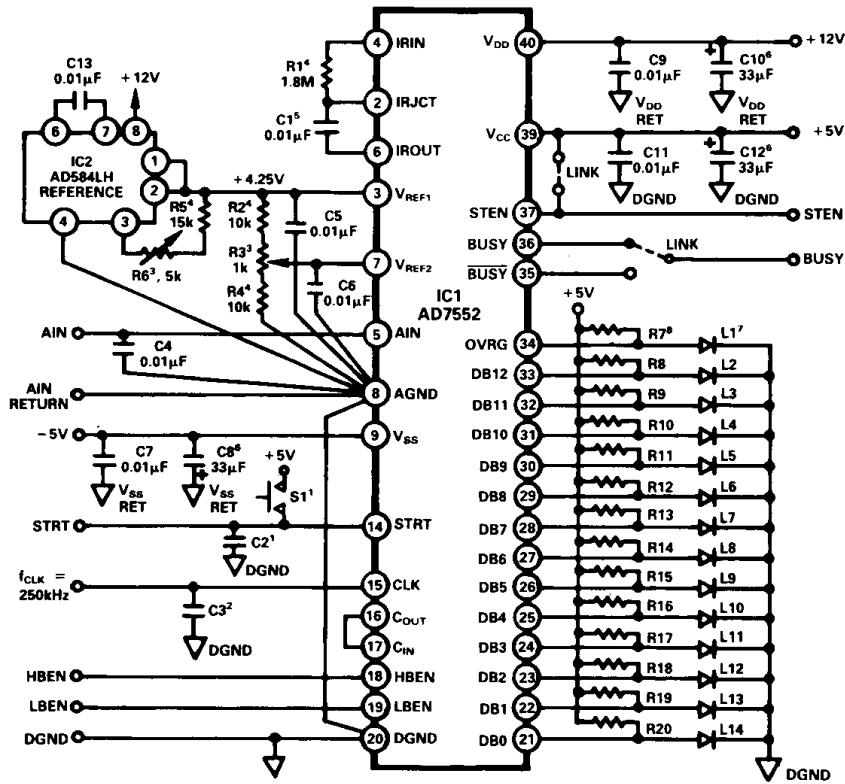 C13
0.01μF
+12V
6
7
8
1
2
IC2
AD584LH
REFERENCE
4
3
R5⁴
15k
R6³, 5k
+4.25V
R1⁴
1.8M
C1⁵
0.01μF
R2⁴
10k
R3³
1k
R4⁴
10k
C5
0.01μF
C6
0.01μF
AIN
C4
0.01μF
AIN
RETURN
−5V
C7
0.01μF
VSS
RET
C8⁶
33μF
+
VSS
RET
+5V
S1¹
STRT
C2¹
DGND
fCLK =
250kHz
C3²
DGND
HBEN
LBEN
DGND
4 IRIN
2 IRJCT
6 IROUT
3 VREF1
7 VREF2
5 AIN
8 AGND
9 VSS
14 STRT
15 CLK
16 COUT
17 CIN
18 HBEN
19 LBEN
20 DGND
IC1
AD7552
VDD 40
VCC 39
STEN 37
BUSY 36
B̅U̅S̅Y̅ 35
OVRG 34
DB12 33
DB11 32
DB10 31
DB9 30
DB8 29
DB7 28
DB6 27
DB5 26
DB4 25
DB3 24
DB2 23
DB1 22
DB0 21
+12V
C9
0.01μF
VDD
RET
+
C10⁶
33μF
VDD
RET
+5V
LINK
C11
0.01μF
DGND
+
C12⁶
33μF
DGND
STEN
LINK
BUSY
+5V
R7⁸ L1⁷
R8 L2
R9 L3
R10 L4
R11 L5
R12 L6
R13 L7
R14 L8
R15 L9
R16 L10
R17 L11
R18 L12
R19 L13
R20 L14
DGND